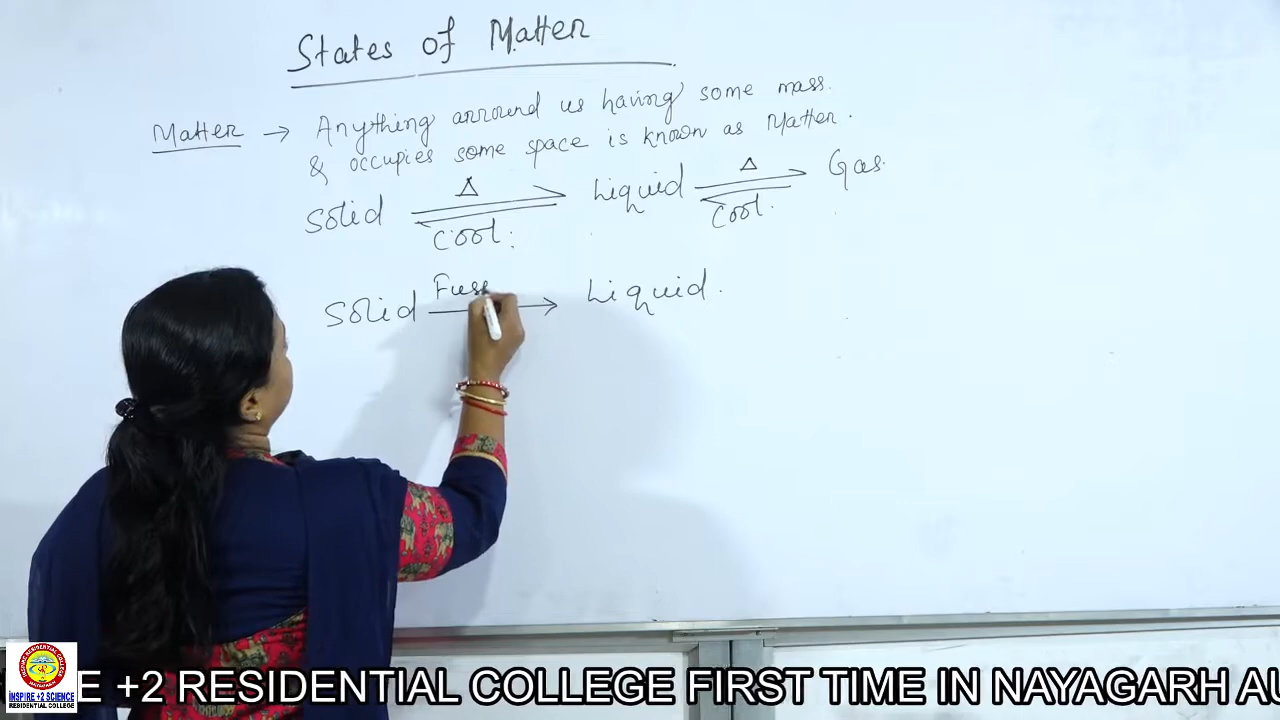 States of Matter
Matter → Anything arround us having some mass.
& occupies some space is known as Matter.
Solid Δ Cool. Liquid Δ Cool. Gas.
Solid Fuss → Liquid.
INSPIRE +2 SCIENCE
RESIDENTIAL COLLEGE
E +2 RESIDENTIAL COLLEGE FIRST TIME IN NAYAGARH AU